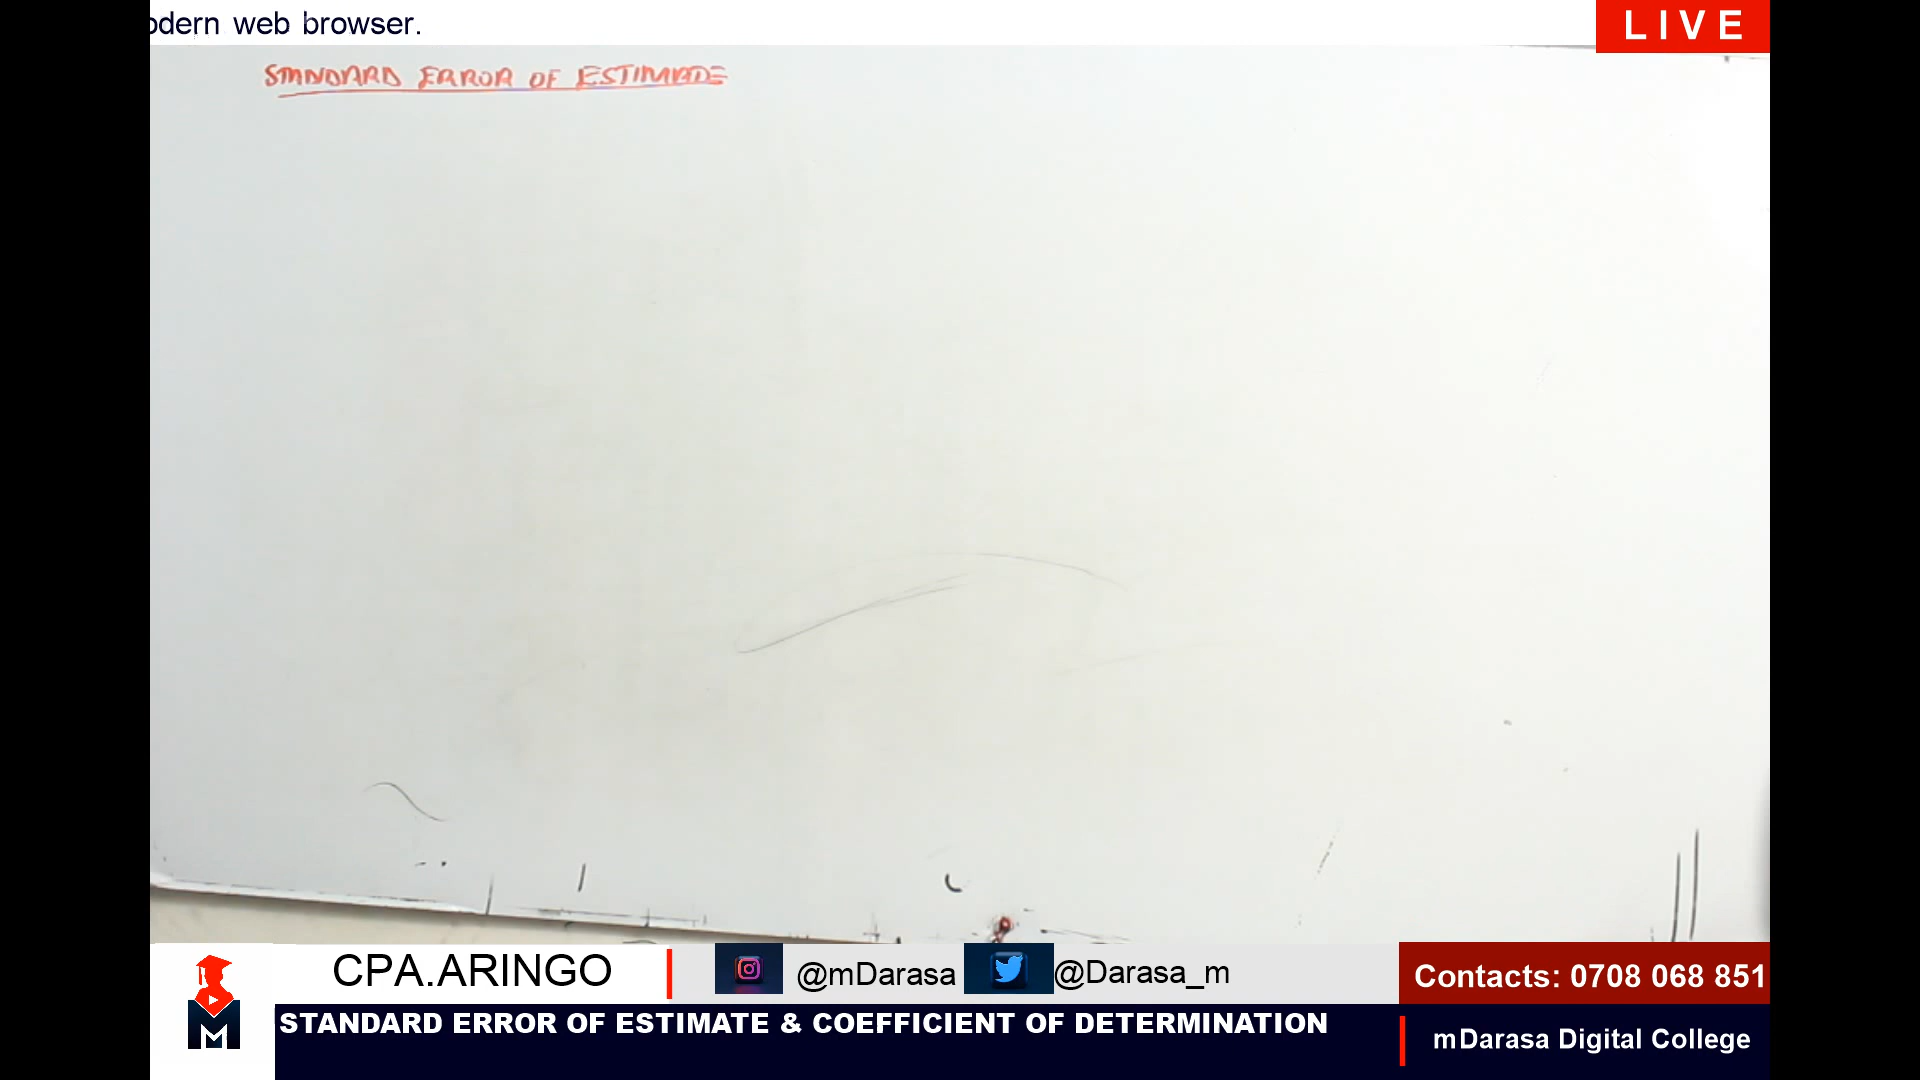 odern web browser.
LIVE
STANDARD ERROR OF ESTIMATE
CPA.ARINGO
@mDarasa
@Darasa_m
Contacts: 0708 068 851
M
STANDARD ERROR OF ESTIMATE & COEFFICIENT OF DETERMINATION
mDarasa Digital College